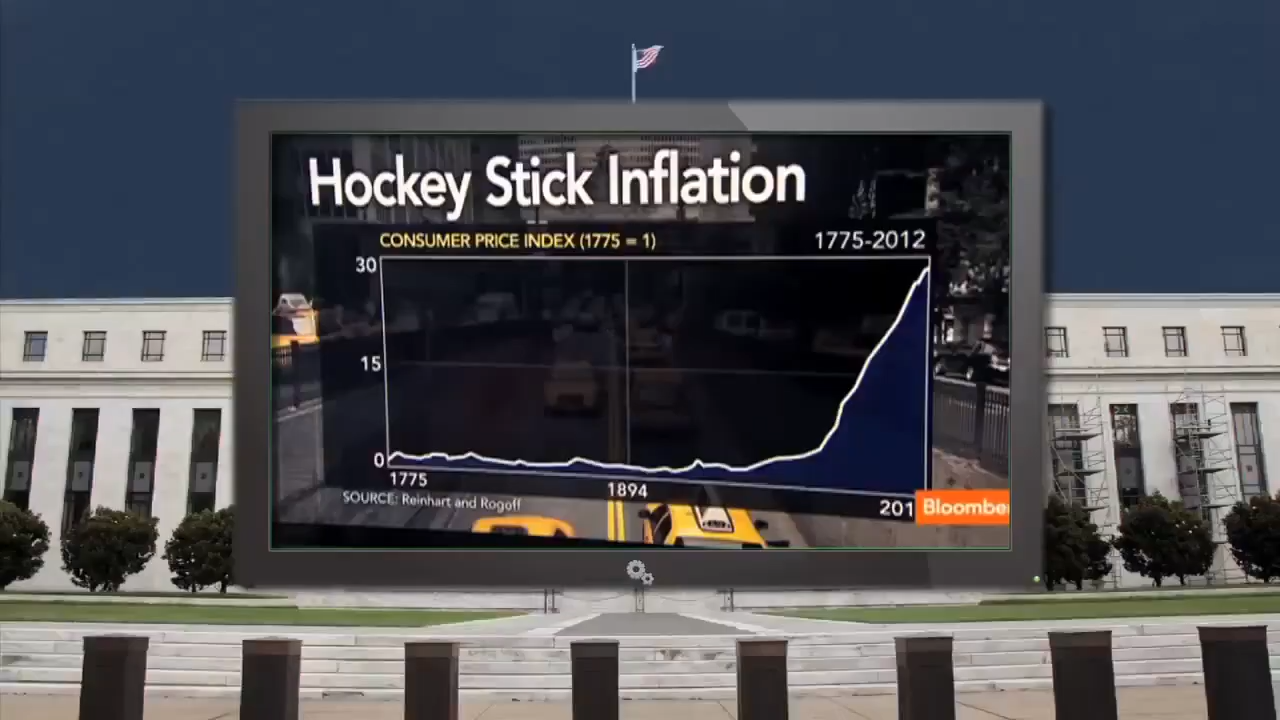 Hockey Stick Inflation
CONSUMER PRICE INDEX (1775 = 1)
1775-2012
30
15
0
1775
1894
201
SOURCE: Reinhart and Rogoff
Bloombe